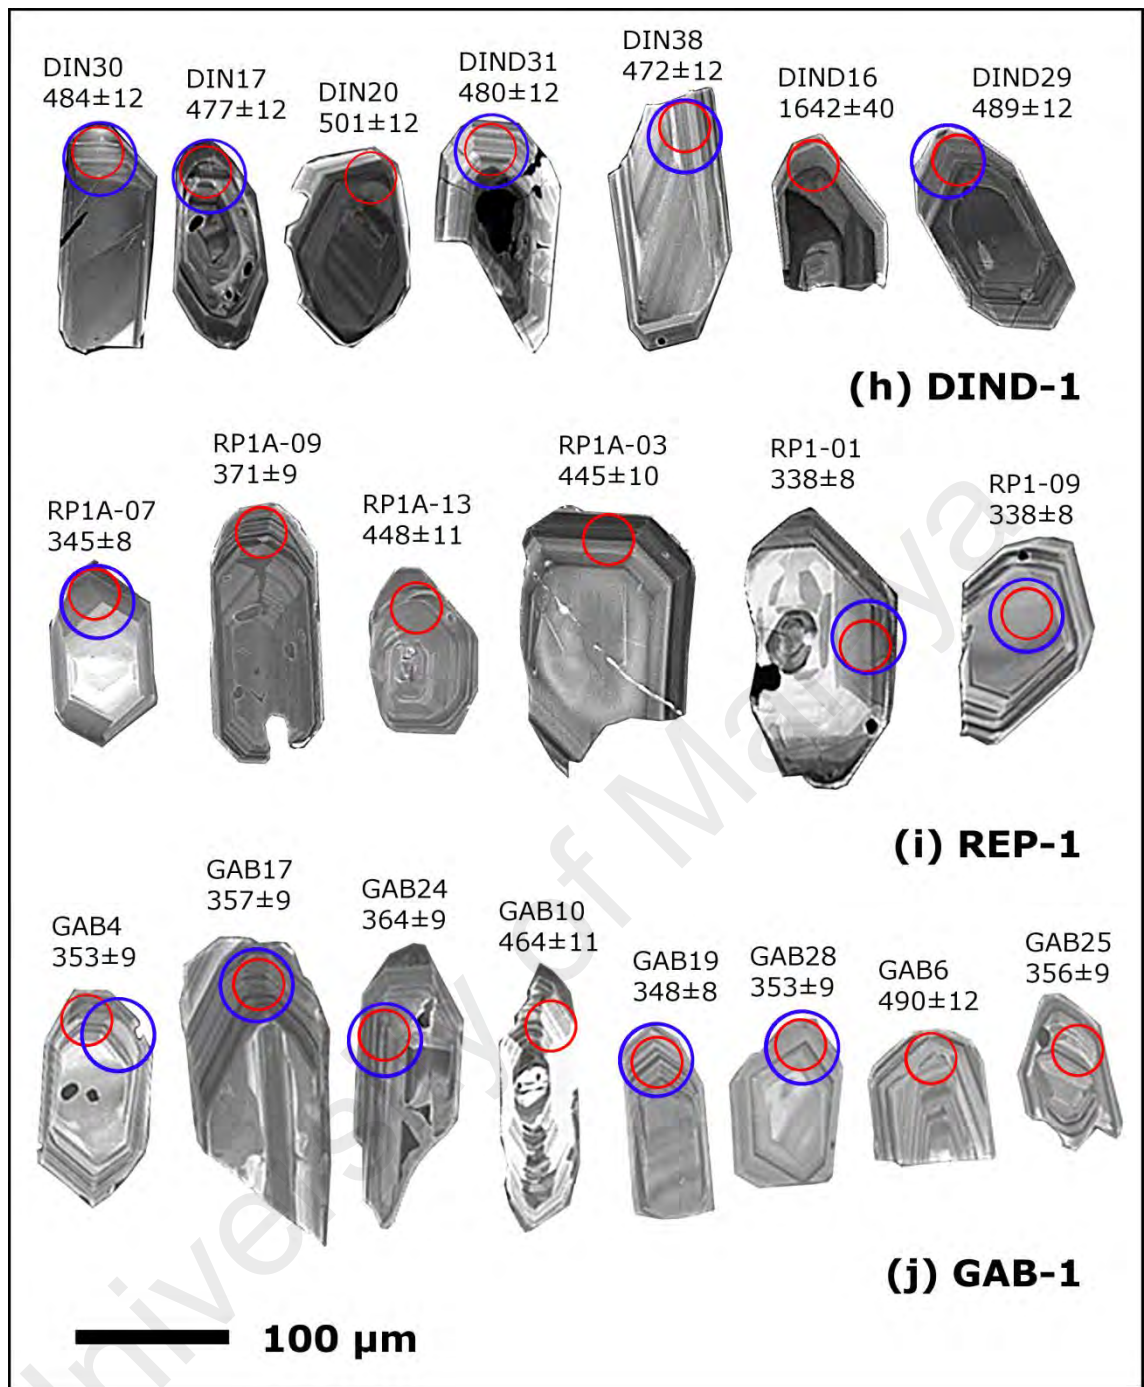 DIN30
484±12
DIN17
477±12
DIN20
501±12
DIND31
480±12
DIN38
472±12
DIND16
1642±40
DIND29
489±12
(h) DIND-1
RP1A-07
345±8
RP1A-09
371±9
RP1A-13
448±11
RP1A-03
445±10
RP1-01
338±8
RP1-09
338±8
(i) REP-1
GAB4
353±9
GAB17
357±9
GAB24
364±9
GAB10
464±11
GAB19
348±8
GAB28
353±9
GAB6
490±12
GAB25
356±9
(j) GAB-1
100 µm
University of Malaya